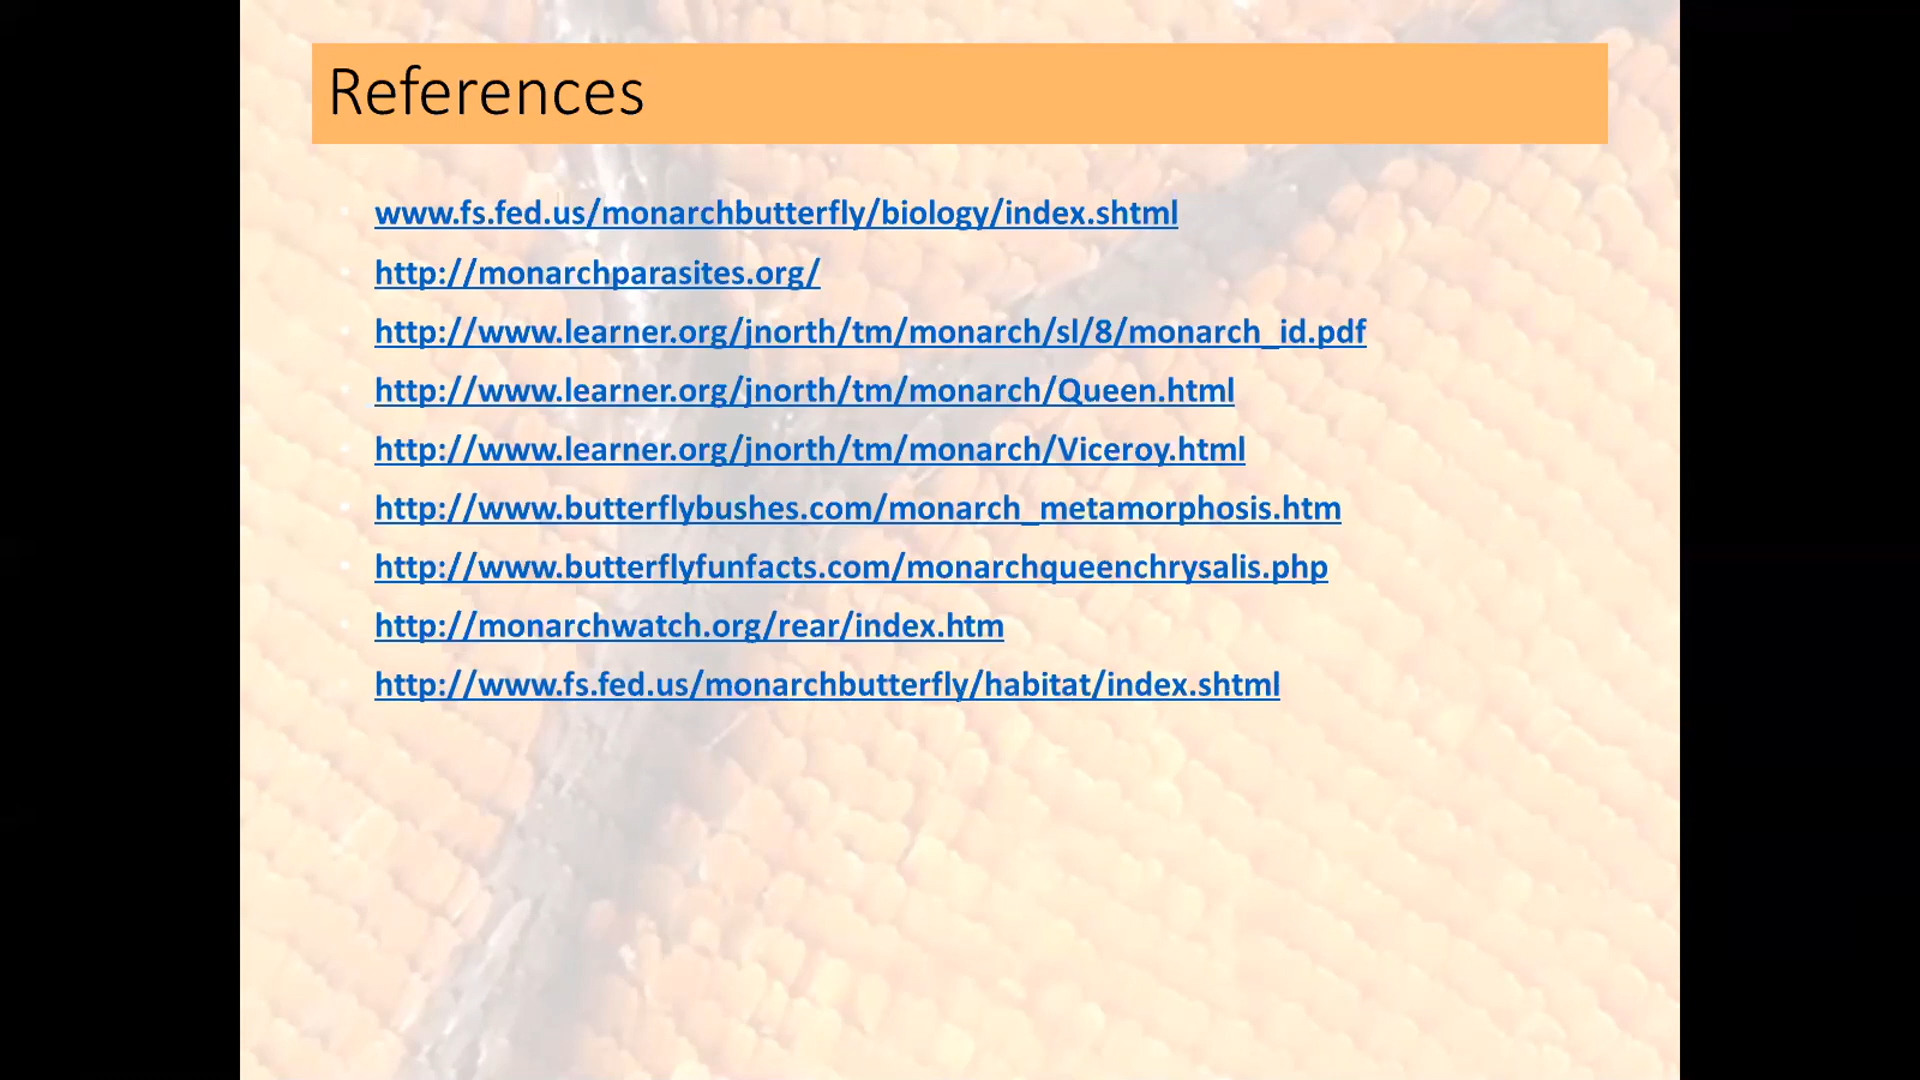 References
www.fs.fed.us/monarchbutterfly/biology/index.shtml
http://monarchparasites.org/
http://www.learner.org/jnorth/tm/monarch/sl/8/monarch_id.pdf
http://www.learner.org/jnorth/tm/monarch/Queen.html
http://www.learner.org/jnorth/tm/monarch/Viceroy.html
http://www.butterflybushes.com/monarch_metamorphosis.htm
http://www.butterflyfunfacts.com/monarchqueenchrysalis.php
http://monarchwatch.org/rear/index.htm
http://www.fs.fed.us/monarchbutterfly/habitat/index.shtml